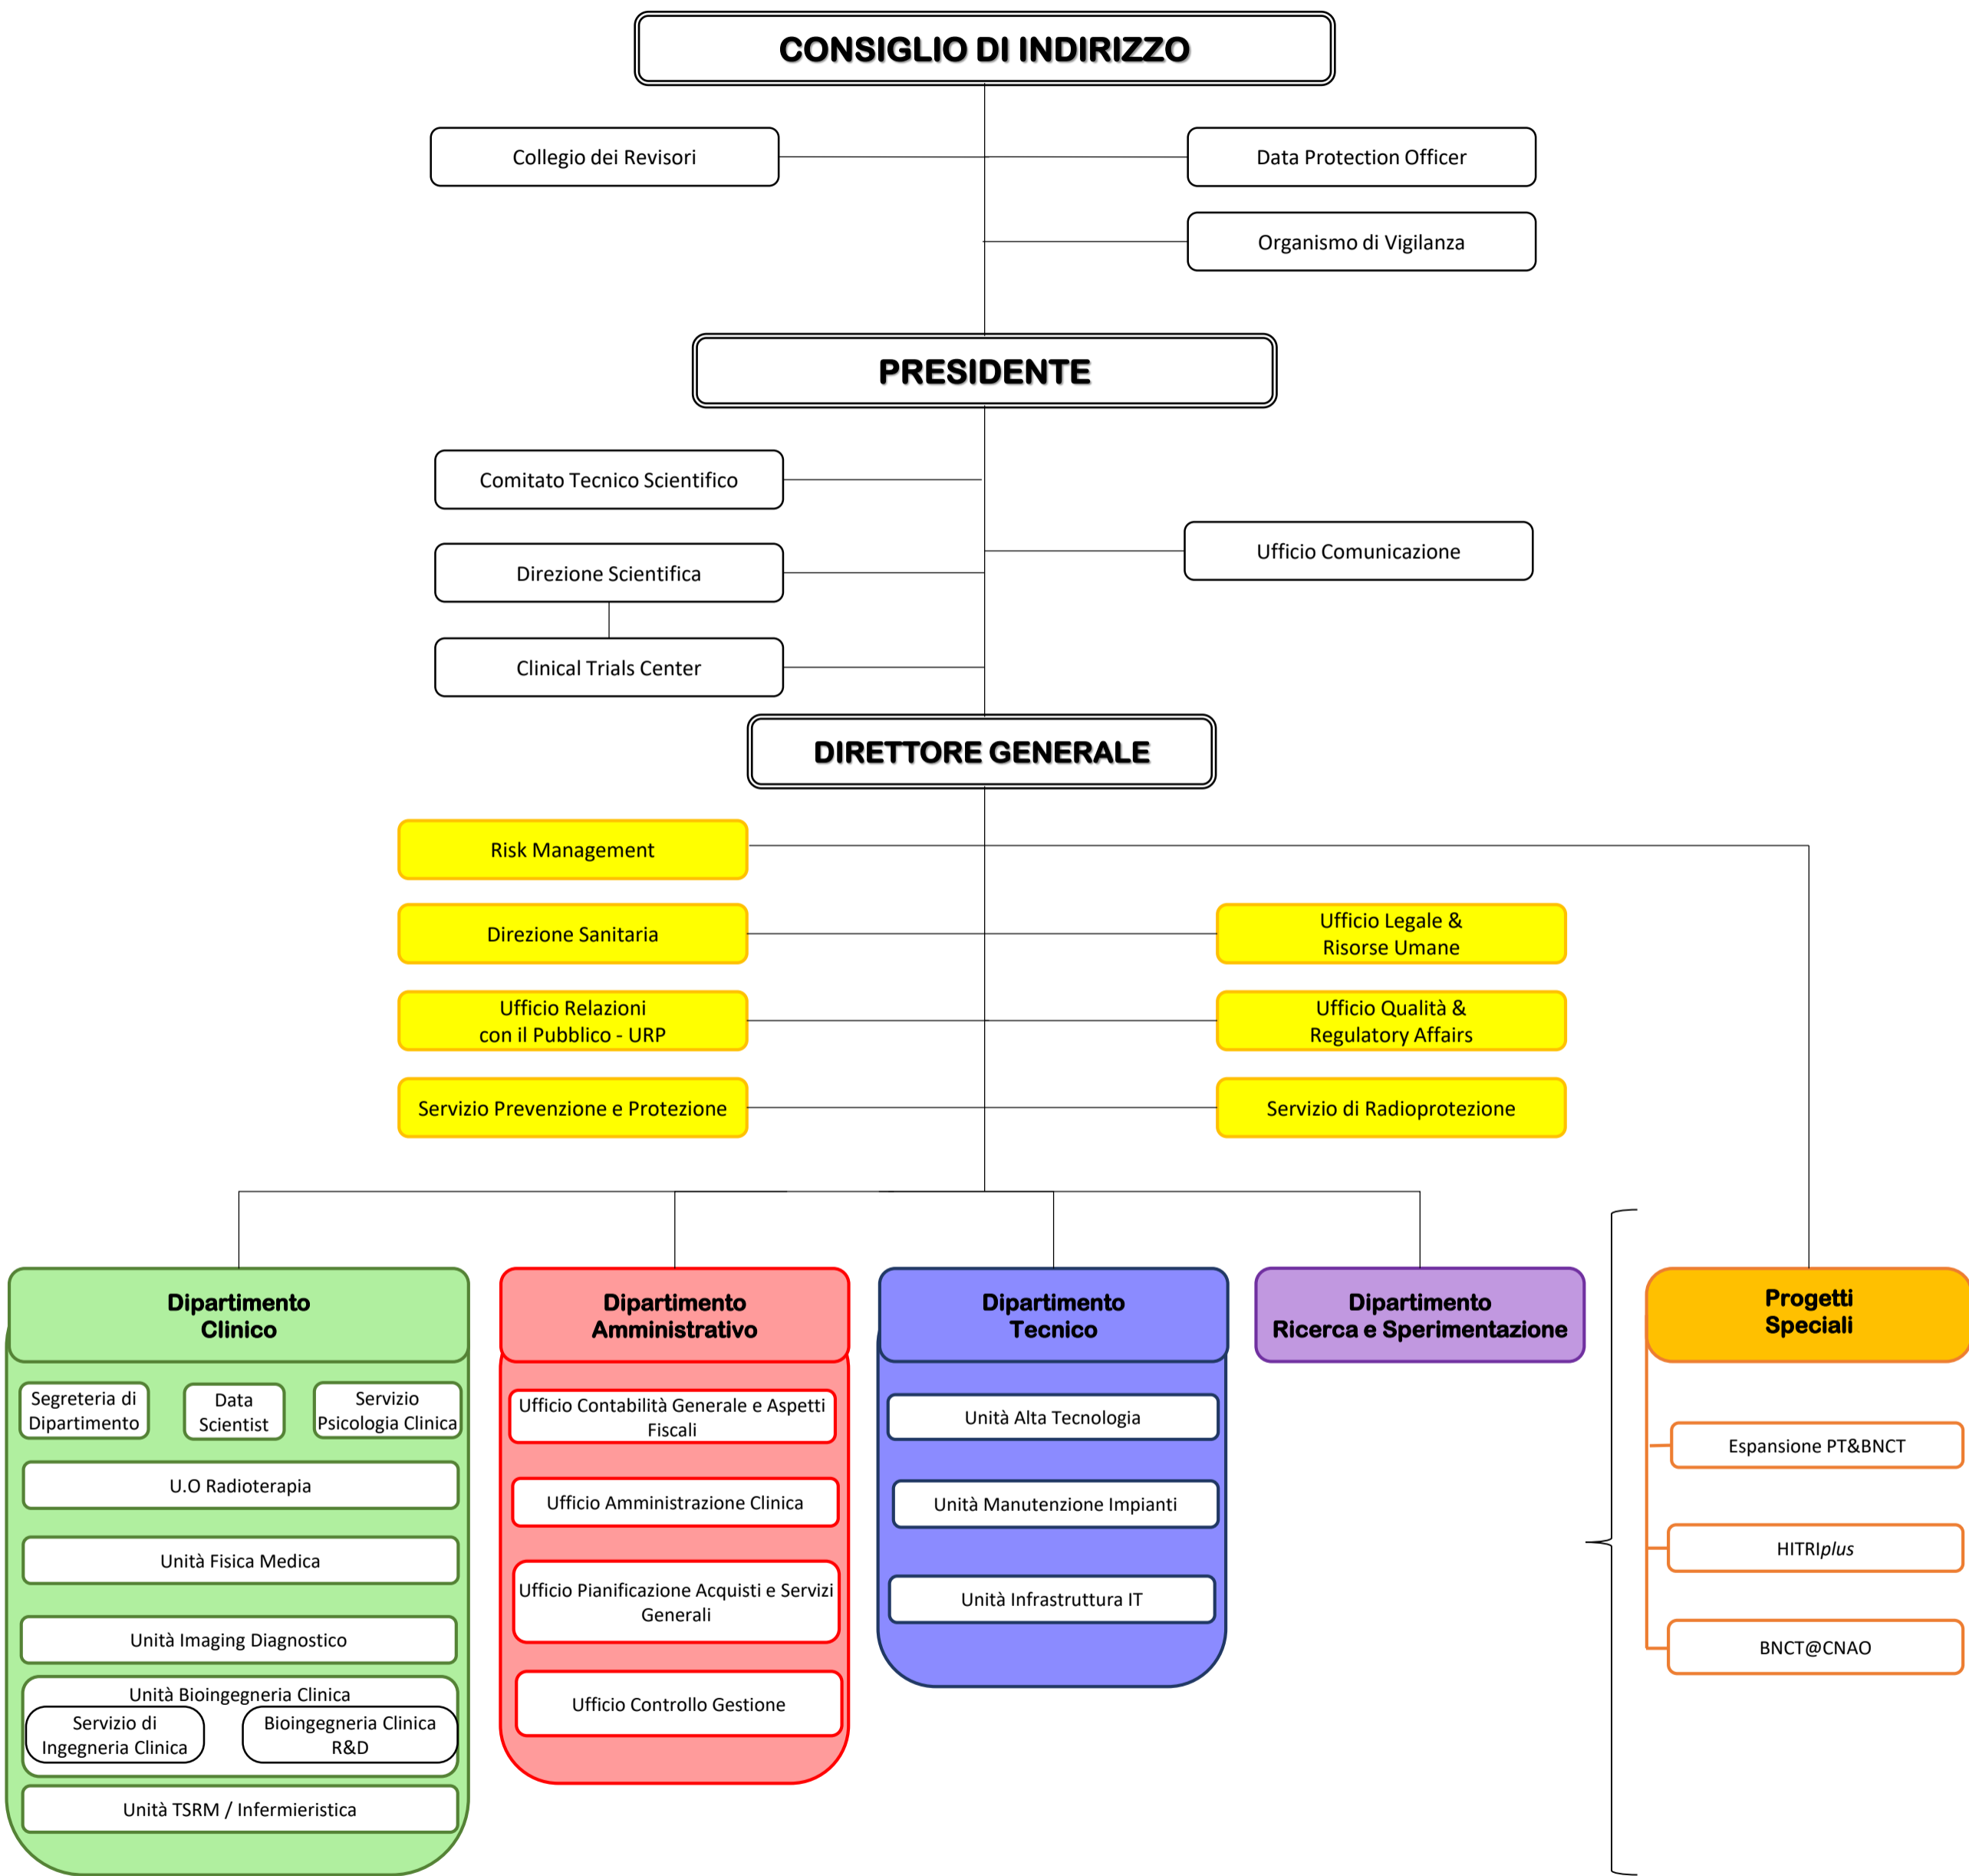 CONSIGLIO DI INDIRIZZO
Collegio dei Revisori
Data Protection Officer
Organismo di Vigilanza
PRESIDENTE
Comitato Tecnico Scientifico
Ufficio Comunicazione
Direzione Scientifica
Clinical Trials Center
DIRETTORE GENERALE
Risk Management
Direzione Sanitaria
Ufficio Legale &
Risorse Umane
Ufficio Relazioni
con il Pubblico - URP
Ufficio Qualità &
Regulatory Affairs
Servizio Prevenzione e Protezione
Servizio di Radioprotezione
Dipartimento
Clinico
Segreteria di
Dipartimento
Data
Scientist
Servizio
Psicologia Clinica
U.O Radioterapia
Unità Fisica Medica
Unità Imaging Diagnostico
Unità Bioingegneria Clinica
Servizio di
Ingegneria Clinica
Bioingegneria Clinica
R&D
Unità TSRM / Infermieristica
Dipartimento
Amministrativo
Ufficio Contabilità Generale e Aspetti
Fiscali
Ufficio Amministrazione Clinica
Ufficio Pianificazione Acquisti e Servizi
Generali
Ufficio Controllo Gestione
Dipartimento
Tecnico
Unità Alta Tecnologia
Unità Manutenzione Impianti
Unità Infrastruttura IT
Dipartimento
Ricerca e Sperimentazione
Progetti
Speciali
Espansione PT&BNCT
HITRIplus
BNCT@CNAO